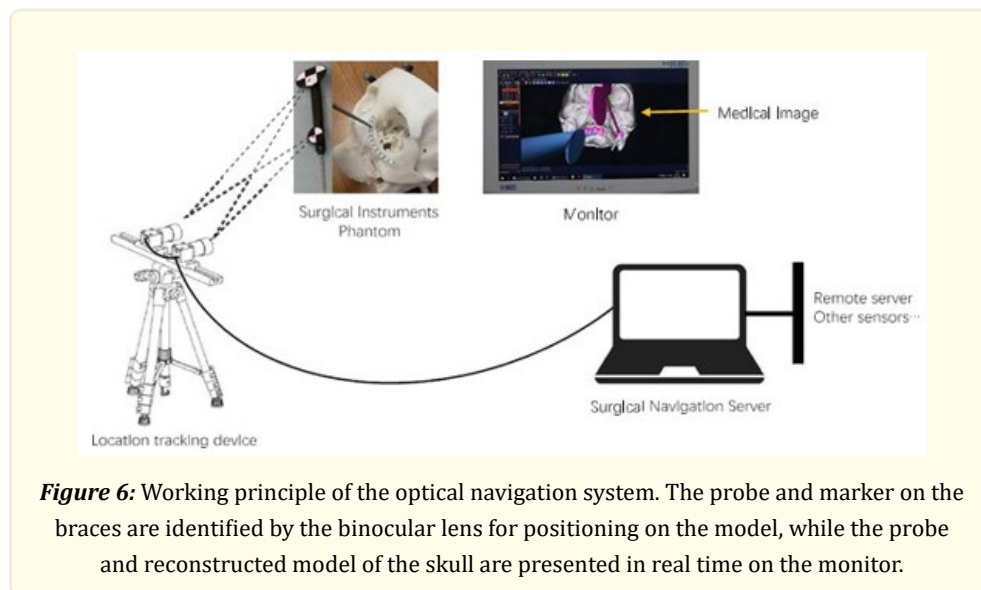 Medical Image
Surgical Instruments
Phantom
Monitor
Remote server
Other sensors···
Surgical Navigation Server
Location tracking device
Figure 6: Working principle of the optical navigation system. The probe and marker on the
braces are identified by the binocular lens for positioning on the model, while the probe
and reconstructed model of the skull are presented in real time on the monitor.